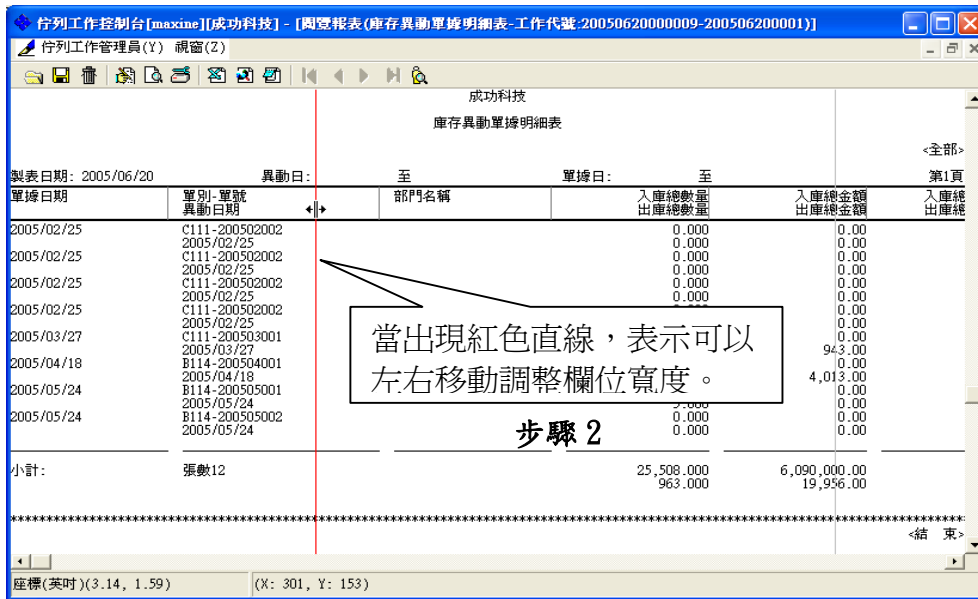 佇列工作控制台[maxine][成功科技] - [閱覽報表(庫存異動單據明細表-工作代號:20050620000009-200506200001)]
佇列工作管理員(Y) 視窗(Z)
成功科技
庫存異動單據明細表
<全部>
製表日期: 2005/06/20 異動日: 至 單據日: 至 第1頁
單據日期 單別-單號 部門名稱 入庫總數量 入庫總金額 入庫總
異動日期 出庫總數量 出庫總金額 出庫總
2005/02/25 C111-200502002 0.000 0.00
2005/02/25 0.000 0.00
2005/02/25 C111-200502002 0.000 0.00
2005/02/25 0.000 0.00
2005/02/25 C111-200502002 0.000 0.00
2005/02/25 0.000 0.00
2005/02/25 C111-200502002 0.00
2005/02/25 0.00
2005/03/27 C111-200503001 0.00
2005/03/27 943.00
2005/04/18 B114-200504001 0.00
2005/04/18 4,013.00
2005/05/24 B114-200505001 0.00
2005/05/24 0.00
2005/05/24 B114-200505002 0.000 0.00
2005/05/24 0.000 0.00
當出現紅色直線，表示可以
左右移動調整欄位寬度。
步驟 2
小計: 張數12 25,508.000 6,090,000.00
963.000 19,956.00
<結 束>
座標(英吋)(3.14, 1.59) (X: 301, Y: 153)